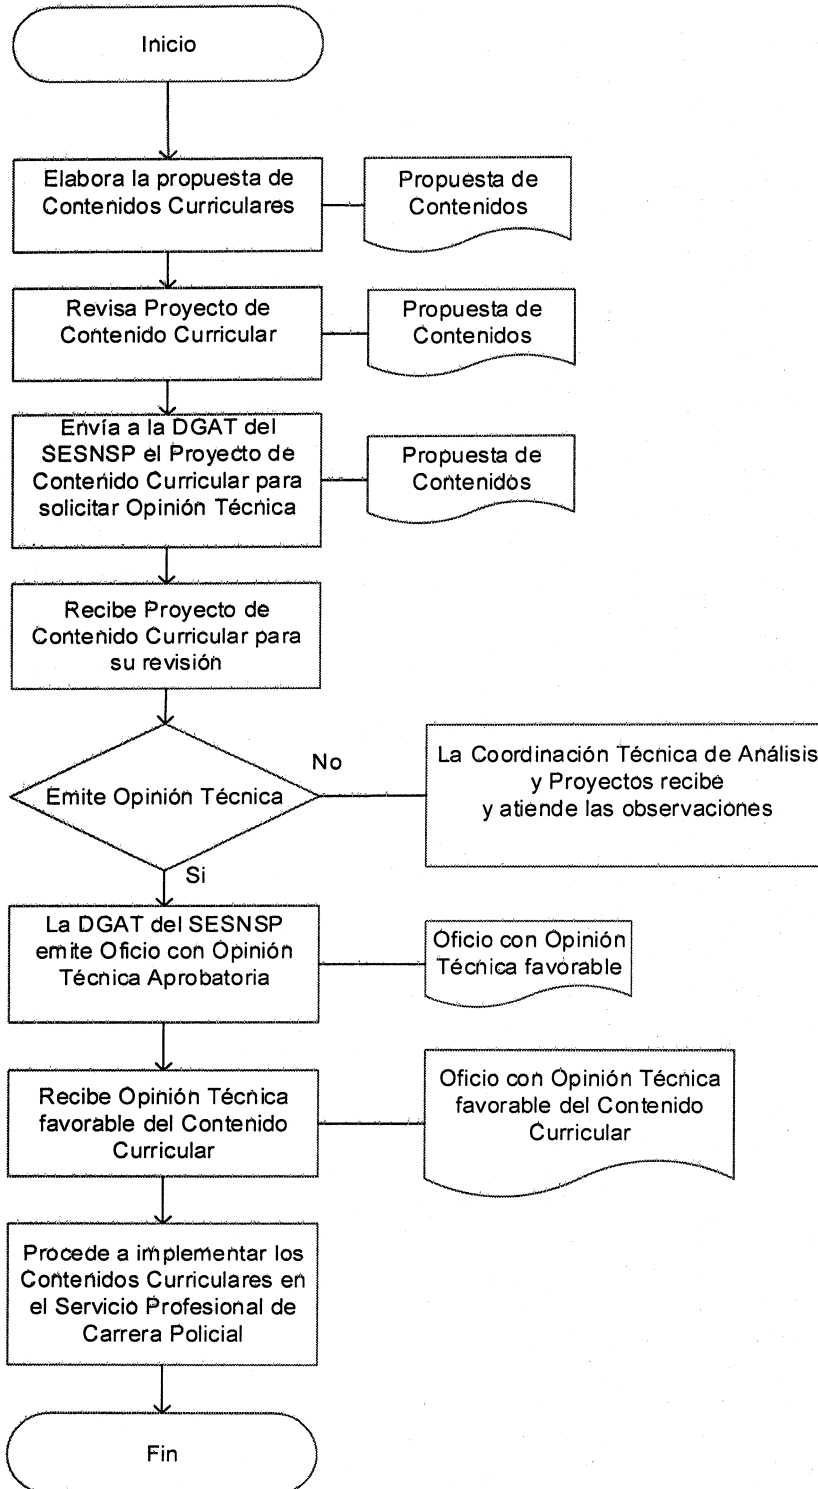 Inicio
Elabora la propuesta de
Contenidos Curriculares
Propuesta de
Contenidos
Revisa Proyecto de
Contenido Curricular
Propuesta de
Contenidos
Envía a la DGAT del
SESNSP el Proyecto de
Contenido Curricular para
solicitar Opinión Técnica
Propuesta de
Contenidos
Recibe Proyecto de
Contenido Curricular para
su revisión
Emite Opinión Técnica
No
La Coordinación Técnica de Análisis
y Proyectos recibe
y atiende las observaciones
Si
La DGAT del SESNSP
emite Oficio con Opinión
Técnica Aprobatoria
Oficio con Opinión
Técnica favorable
Recibe Opinión Técnica
favorable del Contenido
Curricular
Oficio con Opinión Técnica
favorable del Contenido
Curricular
Procede a implementar los
Contenidos Curriculares en
el Servicio Profesional de
Carrera Policial
Fin